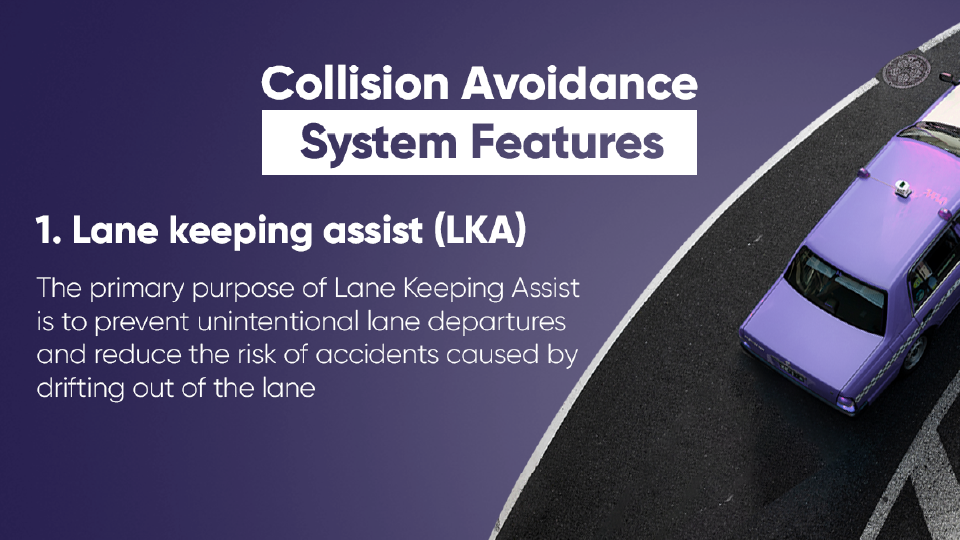 Collision Avoidance
System Features
1. Lane keeping assist (LKA)
The primary purpose of Lane Keeping Assist
is to prevent unintentional lane departures
and reduce the risk of accidents caused by
drifting out of the lane